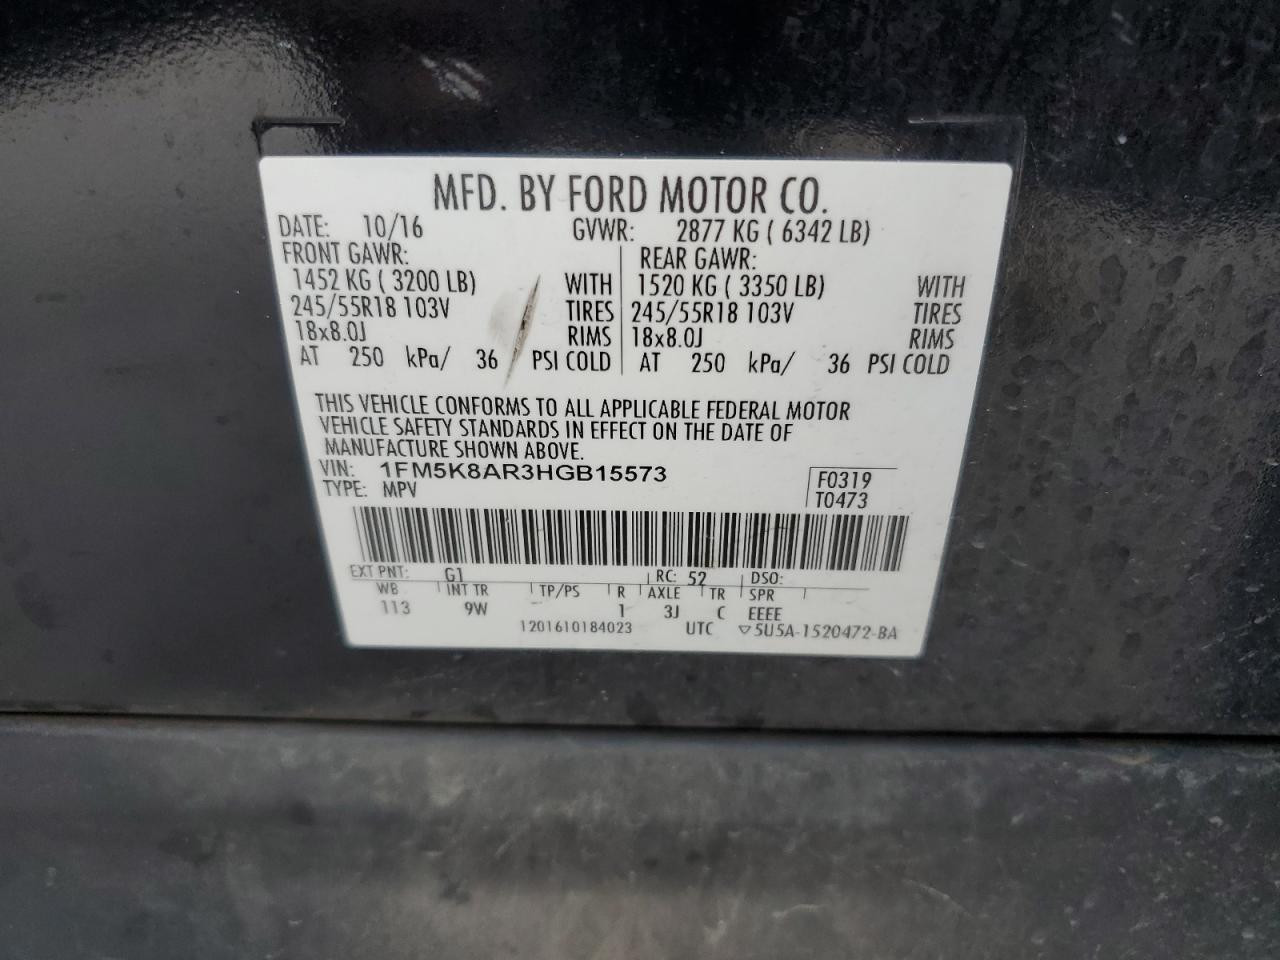 MFD. BY FORD MOTOR CO.
DATE: 10/16 GVWR: 2877 KG ( 6342 LB)
FRONT GAWR: REAR GAWR:
1452 KG ( 3200 LB) WITH 1520 KG ( 3350 LB) WITH
245/55R18 103V TIRES 245/55R18 103V TIRES
18x8.0J RIMS 18x8.0J RIMS
AT 250 kPa/ 36 PSI COLD AT 250 kPa/ 36 PSI COLD
THIS VEHICLE CONFORMS TO ALL APPLICABLE FEDERAL MOTOR
VEHICLE SAFETY STANDARDS IN EFFECT ON THE DATE OF
MANUFACTURE SHOWN ABOVE.
VIN: 1FM5K8AR3HGB15573 F0319
TYPE: MPV T0473
EXT PNT: G1 RC: 52 DSO:
WB INT TR TP/PS R AXLE TR SPR
113 9W 1 3J C EEEE
1201610184023 UTC ▽5U5A-1520472-BA